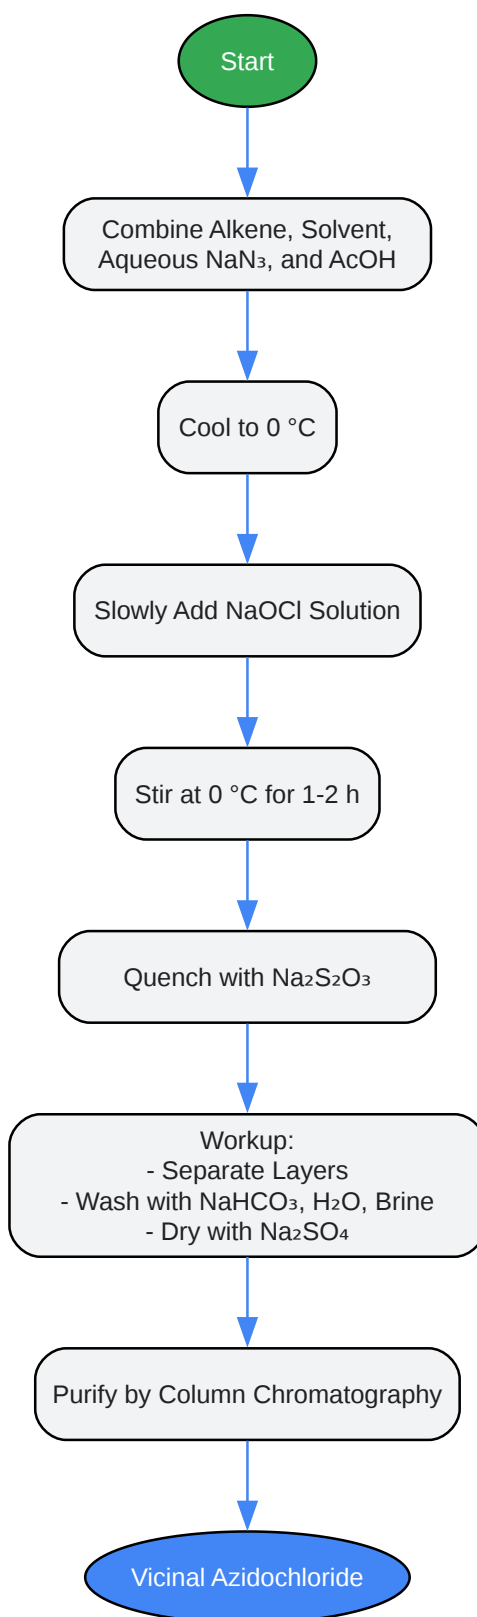 Start
Combine Alkene, Solvent,
Aqueous NaN₃, and AcOH
Cool to 0 °C
Slowly Add NaOCl Solution
Stir at 0 °C for 1-2 h
Quench with Na₂S₂O₃
Workup:
- Separate Layers
- Wash with NaHCO₃, H₂O, Brine
- Dry with Na₂SO₄
Purify by Column Chromatography
Vicinal Azidochloride